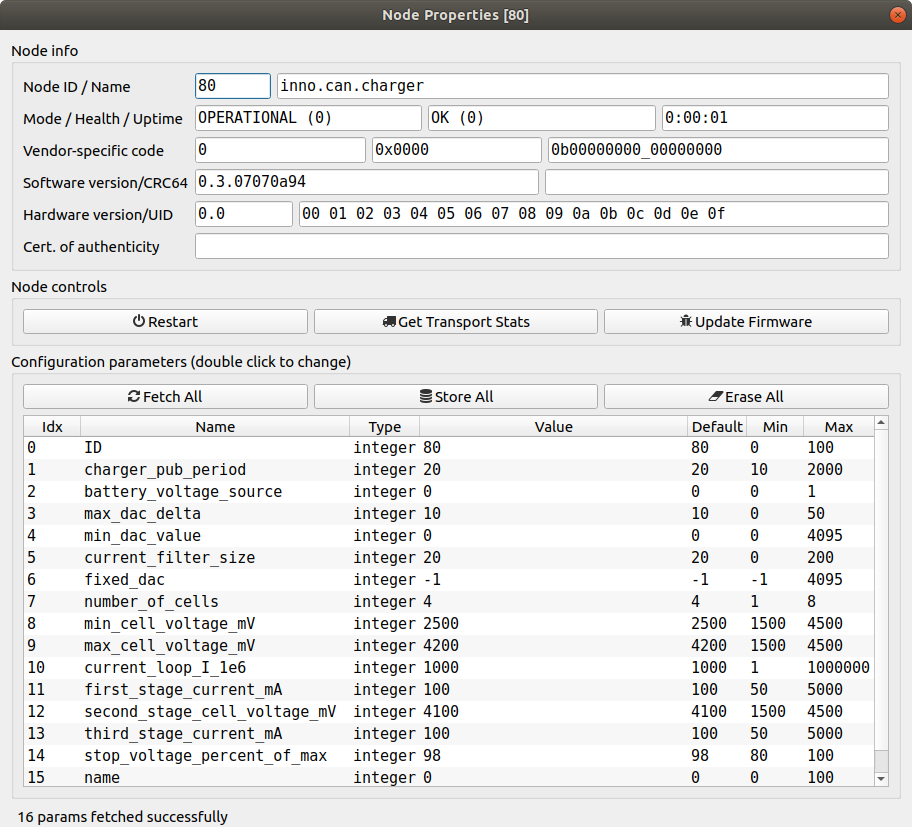 Node Properties [80]
Node info
Node ID / Name 80 inno.can.charger
Mode / Health / Uptime OPERATIONAL (0) OK (0) 0:00:01
Vendor-specific code 0 0x0000 0b00000000_00000000
Software version/CRC64 0.3.07070a94
Hardware version/UID 0.0 00 01 02 03 04 05 06 07 08 09 0a 0b 0c 0d 0e 0f
Cert. of authenticity
Node controls
Restart Get Transport Stats Update Firmware
Configuration parameters (double click to change)
Fetch All Store All Erase All
Idx Name Type Value Default Min Max
0 ID integer 80 80 0 100
1 charger_pub_period integer 20 20 10 2000
2 battery_voltage_source integer 0 0 0 1
3 max_dac_delta integer 10 10 0 50
4 min_dac_value integer 0 0 0 4095
5 current_filter_size integer 20 20 0 200
6 fixed_dac integer -1 -1 -1 4095
7 number_of_cells integer 4 4 1 8
8 min_cell_voltage_mV integer 2500 2500 1500 4500
9 max_cell_voltage_mV integer 4200 4200 1500 4500
10 current_loop_I_1e6 integer 1000 1000 1 1000000
11 first_stage_current_mA integer 100 100 50 5000
12 second_stage_cell_voltage_mV integer 4100 4100 1500 4500
13 third_stage_current_mA integer 100 100 50 5000
14 stop_voltage_percent_of_max integer 98 98 80 100
15 name integer 0 0 0 100
16 params fetched successfully